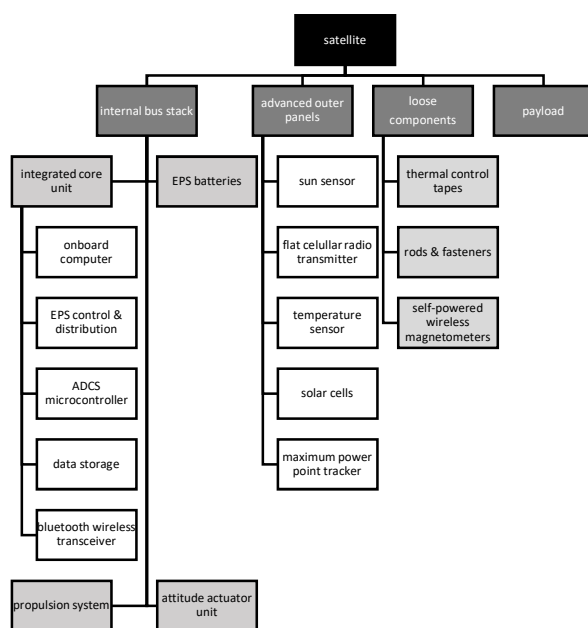 satellite
internal bus stack
advanced outer
panels
loose
components
payload
integrated core
unit
EPS batteries
sun sensor
thermal control
tapes
onboard
computer
flat celullar radio
transmitter
rods & fasteners
EPS control &
distribution
temperature
sensor
self-powered
wireless
magnetometers
ADCS
microcontroller
solar cells
data storage
maximum power
point tracker
bluetooth wireless
transceiver
propulsion system
attitude actuator
unit